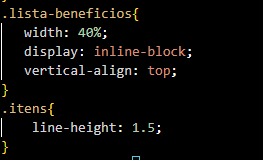 .lista-beneficios{
width: 40%;
display: inline-block;
vertical-align: top;
}
.itens{
line-height: 1.5;
}